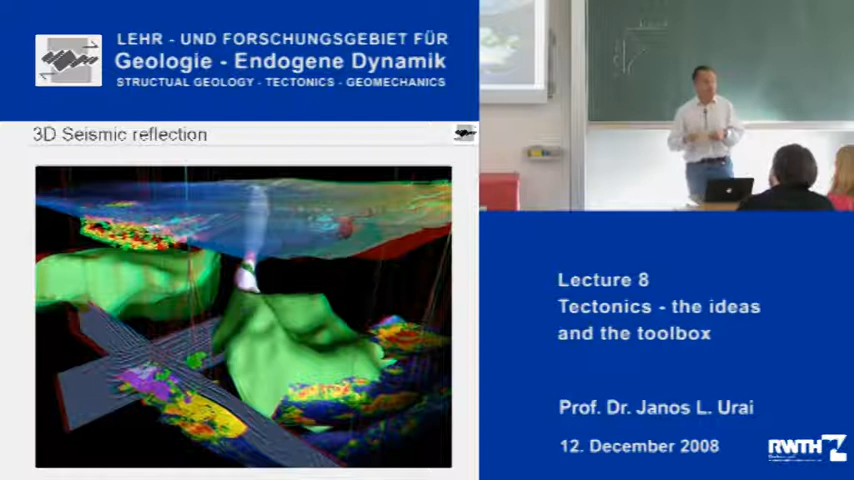 LEHR - UND FORSCHUNGSGEBIET FÜR
Geologie - Endogene Dynamik
STRUCTURAL GEOLOGY - TECTONICS - GEOMECHANICS
3D Seismic reflection
Lecture 8
Tectonics - the ideas
and the toolbox
Prof. Dr. Janos L. Urai
12. December 2008
RWTH